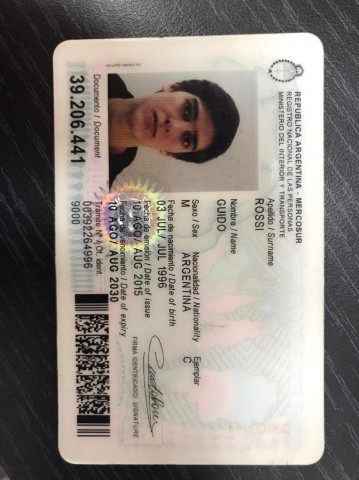 REPUBLICA ARGENTINA - MERCOSUR
REGISTRO NACIONAL DE LAS PERSONAS
MINISTERIO DEL INTERIOR Y TRANSPORTE
Apellido / Surname
ROSSI
Nombre / Name
GUIDO
Sexo / Sex
M
Nacionalidad / Nationality
ARGENTINA
Ejemplar
C
Fecha de nacimiento / Date of birth
03 JUL/ JUL 1996
Fecha de emisión / Date of issue
10 AGO/ AUG 2015
Fecha de vencimiento / Date of expiry
10 AGO/ AUG 2030
FIRMA IDENTIFICADO/ SIGNATURE
Documento / Document
39.206.441
Trámite Nº / Of. ident.
00392264996
9000